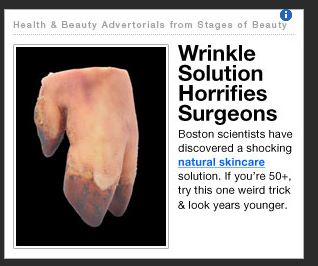 Health & Beauty Advertorials from Stages of Beauty
Wrinkle
Solution
Horrifies
Surgeons
Boston scientists have
discovered a shocking
natural skincare
solution. If you're 50+,
try this one weird trick
& look years younger.